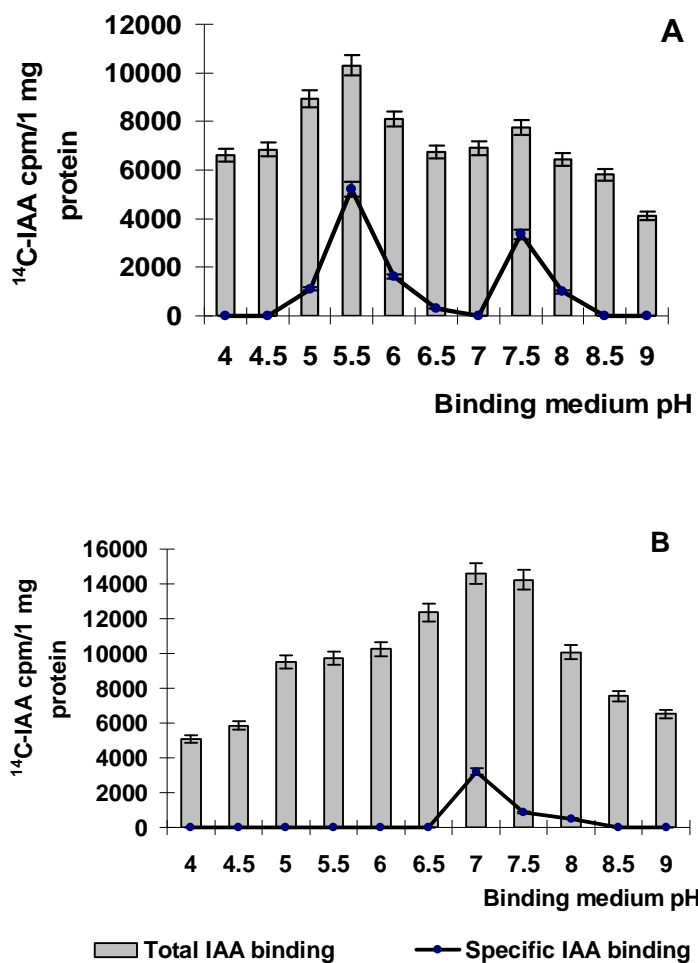 A
¹⁴C-IAA cpm/1 mg
protein
12000
10000
8000
6000
4000
2000
0
4 4.5 5 5.5 6 6.5 7 7.5 8 8.5 9
Binding medium pH
B
¹⁴C-IAA cpm/1 mg
protein
16000
14000
12000
10000
8000
6000
4000
2000
0
4 4.5 5 5.5 6 6.5 7 7.5 8 8.5 9
Binding medium pH
Total IAA binding Specific IAA binding